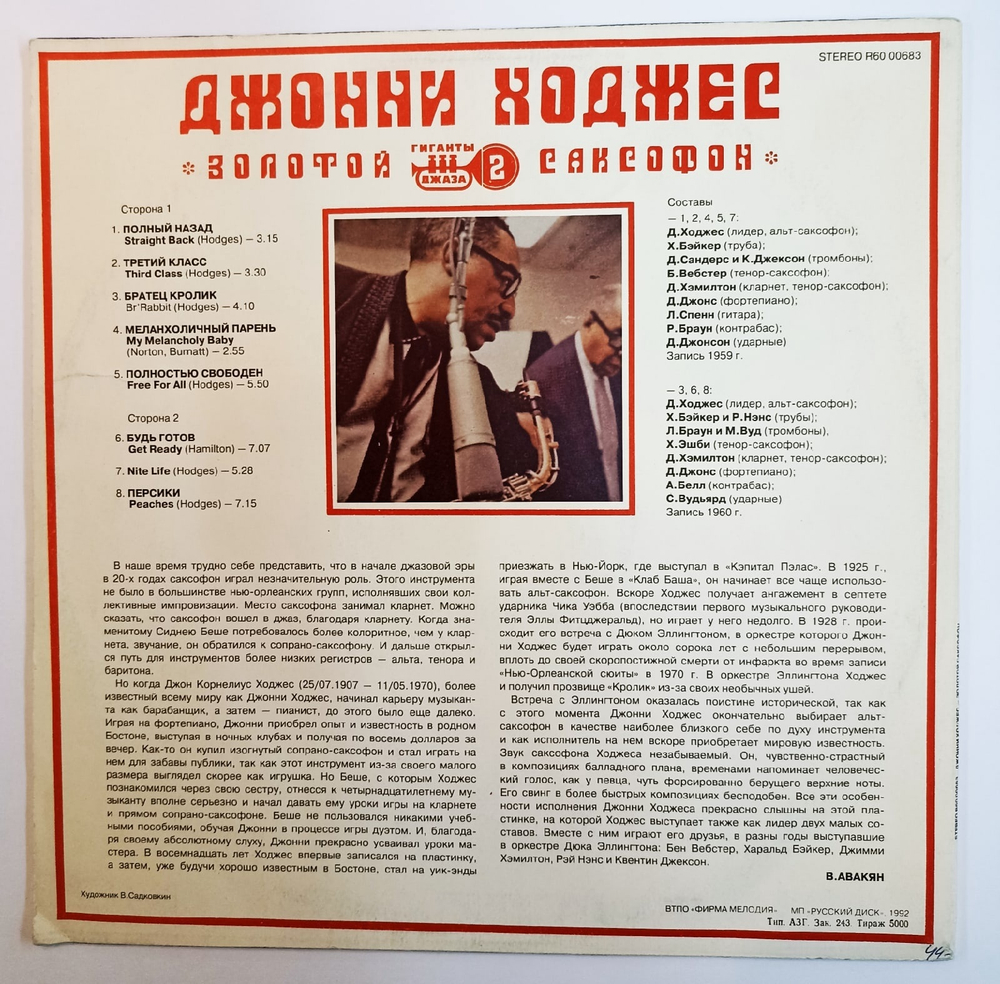 STEREO R60 00683
ДЖОННИ ХОДЖЕС
* ЗОЛОТОЙ
ГИГАНТЫ
ДЖАЗА
2
САКСОФОН *
Сторона 1
1. ПОЛНЫЙ НАЗАД
Straight Back (Hodges) — 3.15
2. ТРЕТИЙ КЛАСС
Third Class (Hodges) — 3.30
3. БРАТЕЦ КРОЛИК
Br'Rabbit (Hodges) — 4.10
4. МЕЛАНХОЛИЧНЫЙ ПАРЕНЬ
My Melancholy Baby
(Norton, Burnatt) — 2.55
5. ПОЛНОСТЬЮ СВОБОДЕН
Free For All (Hodges) — 5.50
Сторона 2
6. БУДЬ ГОТОВ
Get Ready (Hamilton) — 7.07
7. Nite Life (Hodges) — 5.28
8. ПЕРСИКИ
Peaches (Hodges) — 7.15
Составы
— 1, 2, 4, 5, 7:
Д.Ходжес (лидер, альт-саксофон);
Х.Бэйкер (труба);
Д.Сандерс и К.Джексон (тромбоны);
Б.Вебстер (тенор-саксофон);
Д.Хэмилтон (кларнет, тенор-саксофон);
Д.Джонс (фортепиано);
Л.Спенн (гитара);
Р.Браун (контрабас);
Д.Джонсон (ударные)
Запись 1959 г.
— 3, 6, 8:
Д.Ходжес (лидер, альт-саксофон);
Х.Бэйкер и Р.Нэнс (трубы);
Л.Браун и М.Вуд (тромбоны),
Х.Эшби (тенор-саксофон);
Д.Хэмилтон (кларнет, тенор-саксофон);
Д.Джонс (фортепиано);
А.Белл (контрабас);
С.Вудьярд (ударные)
Запись 1960 г.
В наше время трудно себе представить, что в начале джазовой эры
в 20-х годах саксофон играл незначительную роль. Этого инструмента
не было в большинстве нью-орлеанских групп, исполнявших свои кол-
лективные импровизации. Место саксофона занимал кларнет. Можно
сказать, что саксофон вошел в джаз, благодаря кларнету. Когда зна-
менитому Сиднею Беше потребовалось более колоритное, чем у клар-
нета, звучание, он обратился к сопрано-саксофону. И дальше открыл-
ся путь для инструментов более низких регистров — альта, тенора и
баритона.
Но когда Джон Корнелиус Ходжес (25/07.1907 — 11/05.1970), более
известный всему миру как Джонни Ходжес, начинал карьеру музыкан-
та как барабанщик, а затем — пианист, до этого было еще далеко.
Играя на фортепиано, Джонни приобрел опыт и известность в родном
Бостоне, выступая в ночных клубах и получая по восемь долларов за
вечер. Как-то он купил изогнутый сопрано-саксофон и стал играть на
нем для забавы публики, так как этот инструмент из-за своего малого
размера выглядел скорее как игрушка. Но Беше, с которым Ходжес
познакомился через свою сестру, отнесся к четырнадцатилетнему му-
зыканту вполне серьезно и начал давать ему уроки игры на кларнете
и прямом сопрано-саксофоне. Беше не пользовался никакими учеб-
ными пособиями, обучая Джонни в процессе игры дуэтом. И, благода-
ря своему абсолютному слуху, Джонни прекрасно усваивал уроки ма-
стера. В восемнадцать лет Ходжес впервые записался на пластинку,
а затем, уже будучи хорошо известным в Бостоне, стал на уик-энды
приезжать в Нью-Йорк, где выступал в «Кэпитал Пэлас». В 1925 г.,
играя вместе с Беше в «Клаб Баша», он начинает все чаще использо-
вать альт-саксофон. Вскоре Ходжес получает ангажемент в септете
ударника Чика Уэбба (впоследствии первого музыкального руководи-
теля Эллы Фитцджеральд), но играет у него недолго. В 1928 г. прои-
сходит его встреча с Дюком Эллингтоном, в оркестре которого Джон-
ни Ходжес будет играть около сорока лет с небольшим перерывом,
вплоть до своей скоропостижной смерти от инфаркта во время записи
«Нью-Орлеанской сюиты» в 1970 г. В оркестре Эллингтона Ходжес
и получил прозвище «Кролик» из-за своих необычных ушей.
Встреча с Эллингтоном оказалась поистине исторической, так как
с этого момента Джонни Ходжес окончательно выбирает альт-
саксофон в качестве наиболее близкого себе по духу инструмента
и как исполнитель на нем вскоре приобретает мировую известность.
Звук саксофона Ходжеса незабываемый. Он, чувственно-страстный
в композициях балладного плана, временами напоминает человечес-
кий голос, как у певца, чуть форсированно берущего верхние ноты.
Его свинг в более быстрых композициях бесподобен. Все эти особен-
ности исполнения Джонни Ходжеса прекрасно слышны на этой пла-
стинке, на которой Ходжес выступает также как лидер двух малых со-
ставов. Вместе с ним играют его друзья, в разны годы выступавшие
в оркестре Дюка Эллингтона: Бен Вебстер, Харальд Бэйкер, Джимми
Хэмилтон, Рэй Нэнс и Квентин Джексон.
В.АВАКЯН
Художник В.Садковкин
ВТПО «ФИРМА МЕЛОДИЯ» МП «РУССКИЙ ДИСК», 1992
Тип. АЗГ. Зак. 243. Тираж 5000
44-